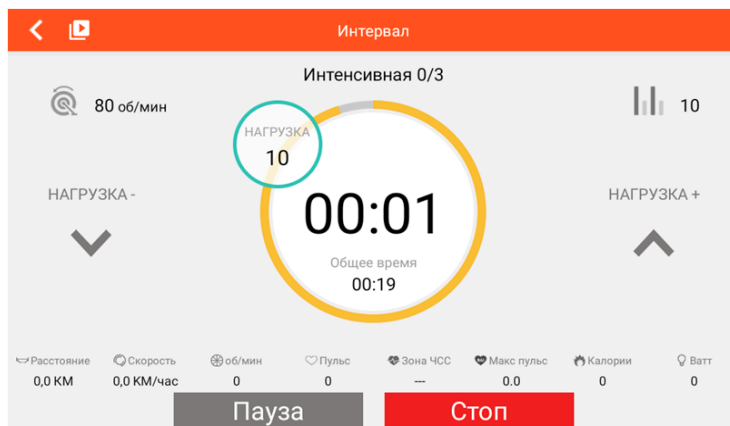 Интервал
Интенсивная 0/3
80 об/мин
10
НАГРУЗКА
10
НАГРУЗКА -
НАГРУЗКА +
00:01
Общее время
00:19
Расстояние Скорость об/мин Пульс Зона ЧСС Макс пульс Калории Ватт
0,0 КМ 0,0 КМ/час 0 0 --- 0.0 0 0
Пауза Стоп